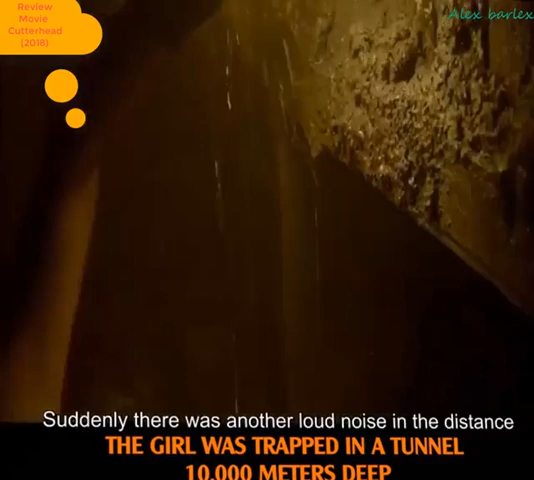 Review
Movie
Cutterhead
(2018)
Alex barlex
Suddenly there was another loud noise in the distance
THE GIRL WAS TRAPPED IN A TUNNEL
10,000 METERS DEEP